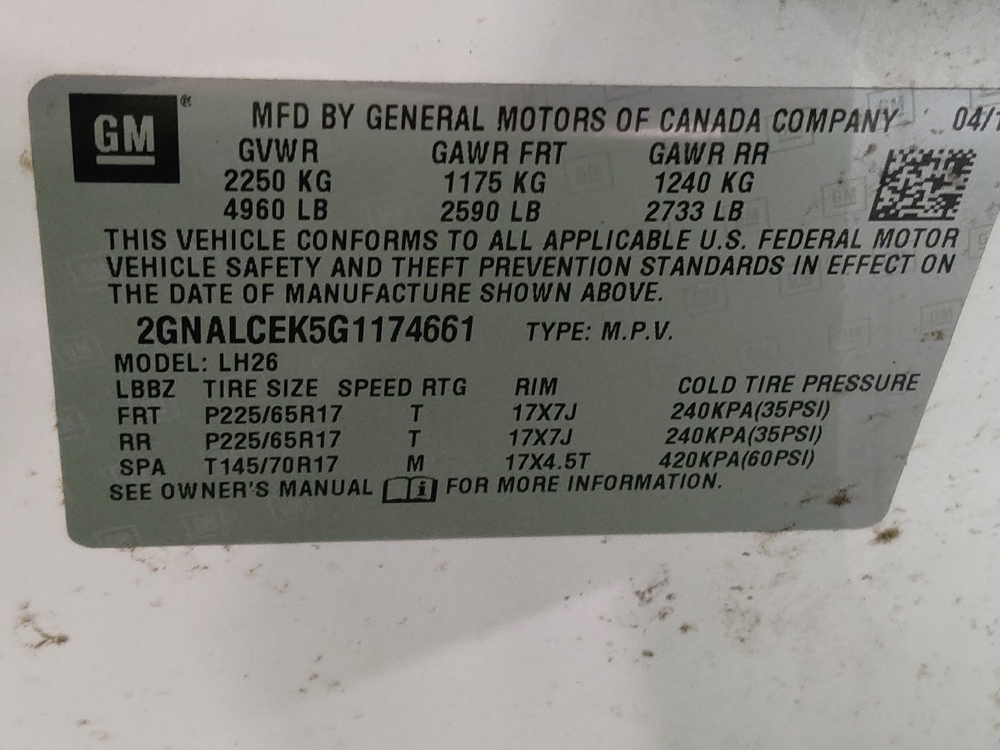 GM® MFD BY GENERAL MOTORS OF CANADA COMPANY 04/1
GVWR GAWR FRT GAWR RR
2250 KG 1175 KG 1240 KG
4960 LB 2590 LB 2733 LB
THIS VEHICLE CONFORMS TO ALL APPLICABLE U.S. FEDERAL MOTOR
VEHICLE SAFETY AND THEFT PREVENTION STANDARDS IN EFFECT ON
THE DATE OF MANUFACTURE SHOWN ABOVE.
2GNALCEK5G1174661 TYPE: M.P.V.
MODEL: LH26
LBBZ TIRE SIZE SPEED RTG RIM COLD TIRE PRESSURE
FRT P225/65R17 T 17X7J 240KPA(35PSI)
RR P225/65R17 T 17X7J 240KPA(35PSI)
SPA T145/70R17 M 17X4.5T 420KPA(60PSI)
SEE OWNER'S MANUAL i FOR MORE INFORMATION.